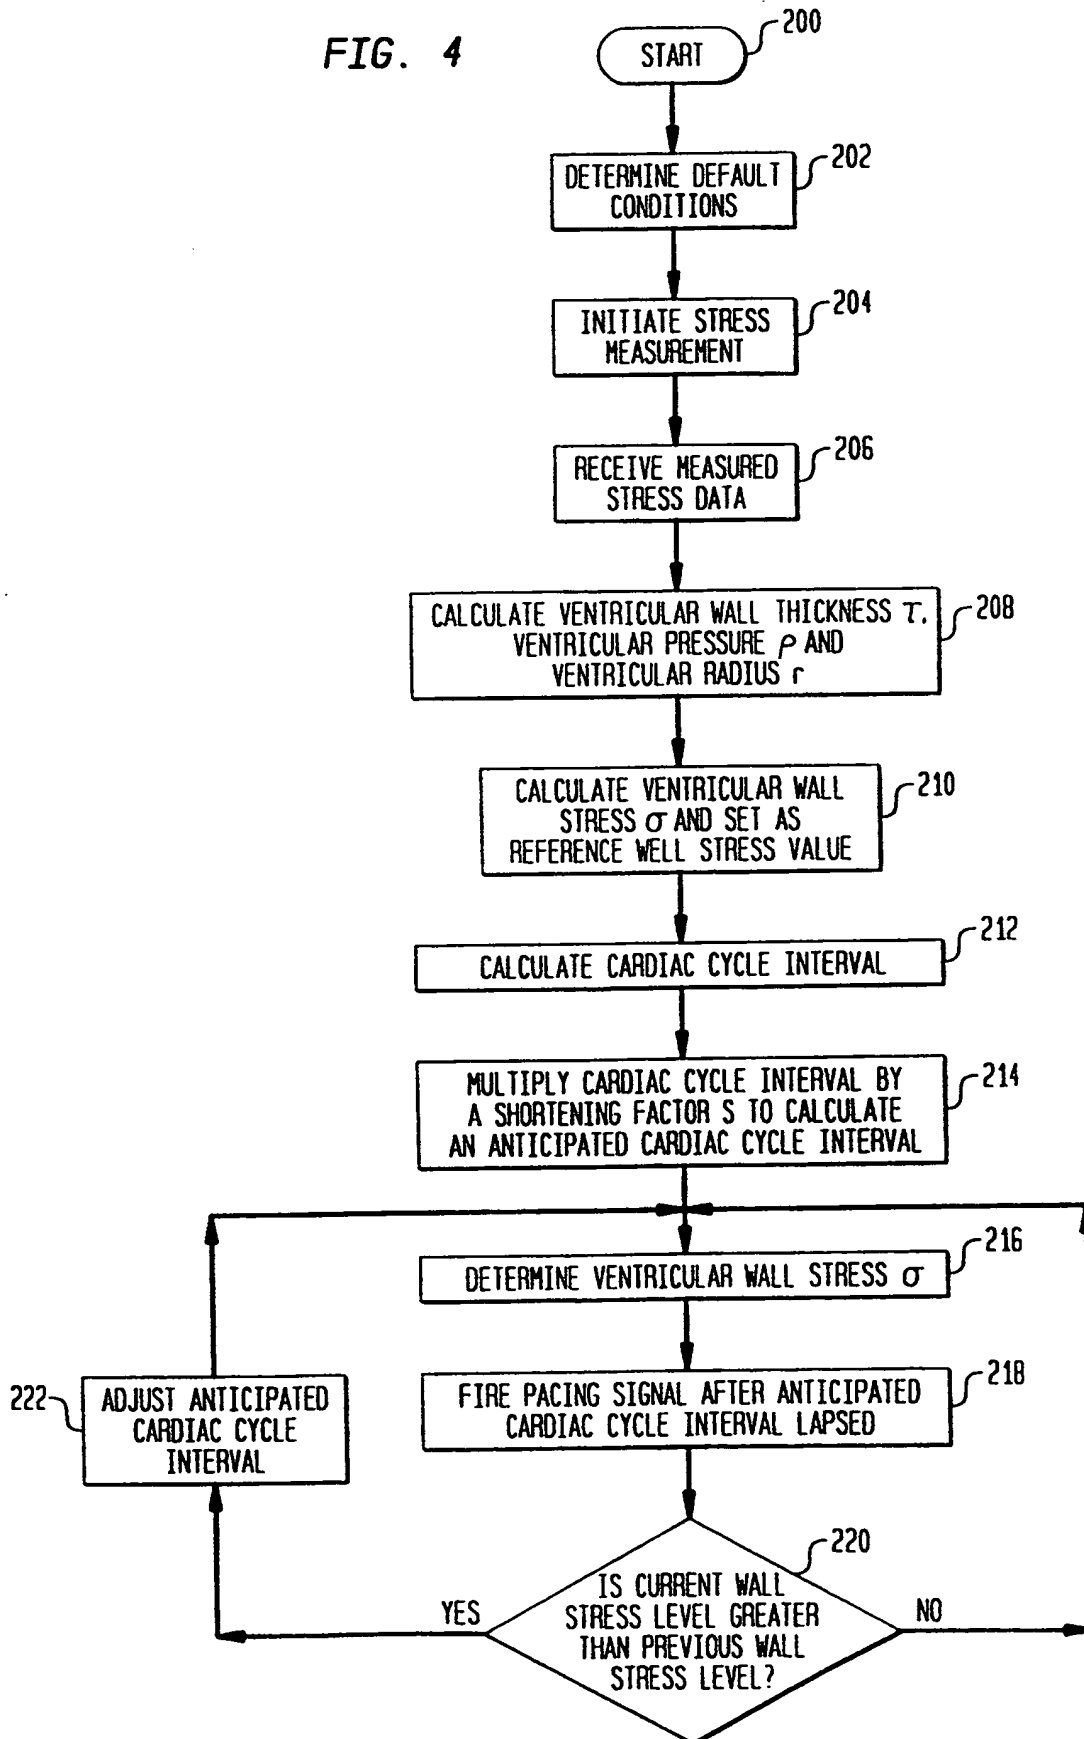 FIG. 4
START
200
DETERMINE DEFAULT
CONDITIONS
202
INITIATE STRESS
MEASUREMENT
204
RECEIVE MEASURED
STRESS DATA
206
CALCULATE VENTRICULAR WALL THICKNESS τ.
VENTRICULAR PRESSURE ρ AND
VENTRICULAR RADIUS r
208
CALCULATE VENTRICULAR WALL
STRESS σ AND SET AS
REFERENCE WELL STRESS VALUE
210
CALCULATE CARDIAC CYCLE INTERVAL
212
MULTIPLY CARDIAC CYCLE INTERVAL BY
A SHORTENING FACTOR S TO CALCULATE
AN ANTICIPATED CARDIAC CYCLE INTERVAL
214
DETERMINE VENTRICULAR WALL STRESS σ
216
FIRE PACING SIGNAL AFTER ANTICIPATED
CARDIAC CYCLE INTERVAL LAPSED
218
222
ADJUST ANTICIPATED
CARDIAC CYCLE
INTERVAL
220
IS CURRENT WALL
STRESS LEVEL GREATER
THAN PREVIOUS WALL
STRESS LEVEL?
YES
NO